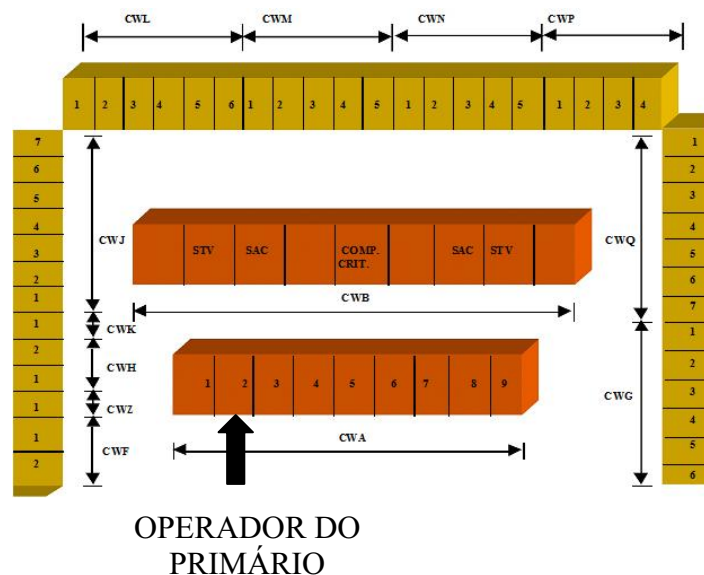 CWL CWM CWN CWP
1 2 3 4 5 6 1 2 3 4 5 1 2 3 4 5 1 2 3 4
7
6
5
4
3
2
1
1
2
1
1
1
2
CWJ
CWK
CWH
CWZ
CWF
STV SAC COMP. SAC STV
CRIT.
CWB
1 2 3 4 5 6 7 8 9
CWA
CWQ
CWG
1
2
3
4
5
6
7
1
2
3
4
5
6
OPERADOR DO
PRIMÁRIO